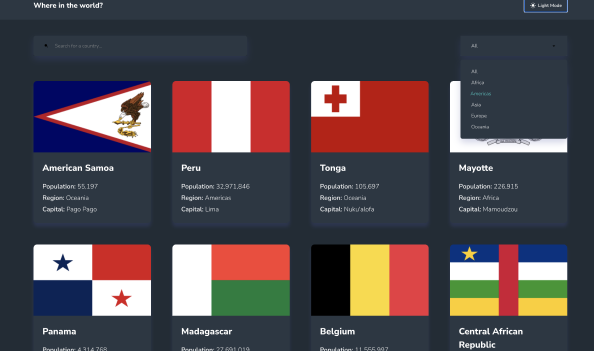 Where in the world?
Light Mode
Search for a country...
All
All
Africa
Americas
Asia
Europe
Oceania
American Samoa
Population: 55,197
Region: Oceania
Capital: Pago Pago
Peru
Population: 32,971,846
Region: Americas
Capital: Lima
Tonga
Population: 105,697
Region: Oceania
Capital: Nuku'alofa
Mayotte
Population: 226,915
Region: Africa
Capital: Mamoudzou
Panama
Population: 4,314,768
Madagascar
Population: 27,691,019
Belgium
Population: 11,555,997
Central African
Republic